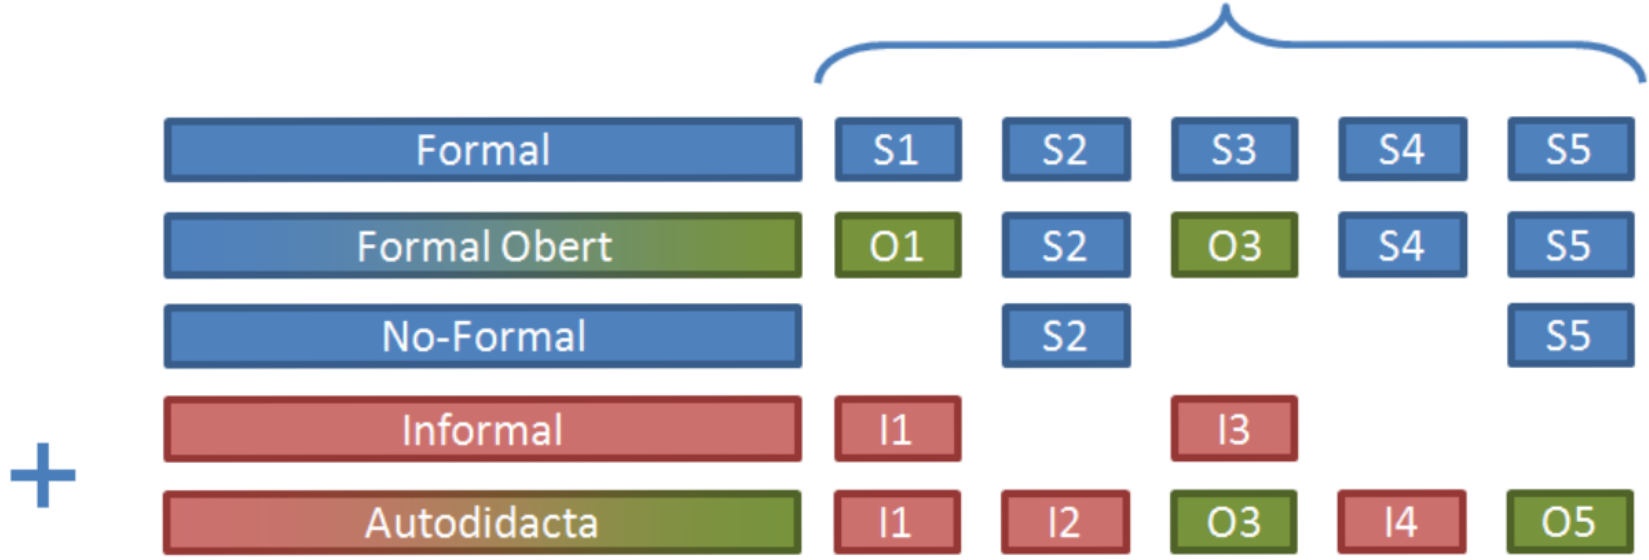 Formal S1 S2 S3 S4 S5
Formal Obert O1 S2 O3 S4 S5
No-Formal S2 S5
Informal I1 I3
+
Autodidacta I1 I2 O3 I4 O5